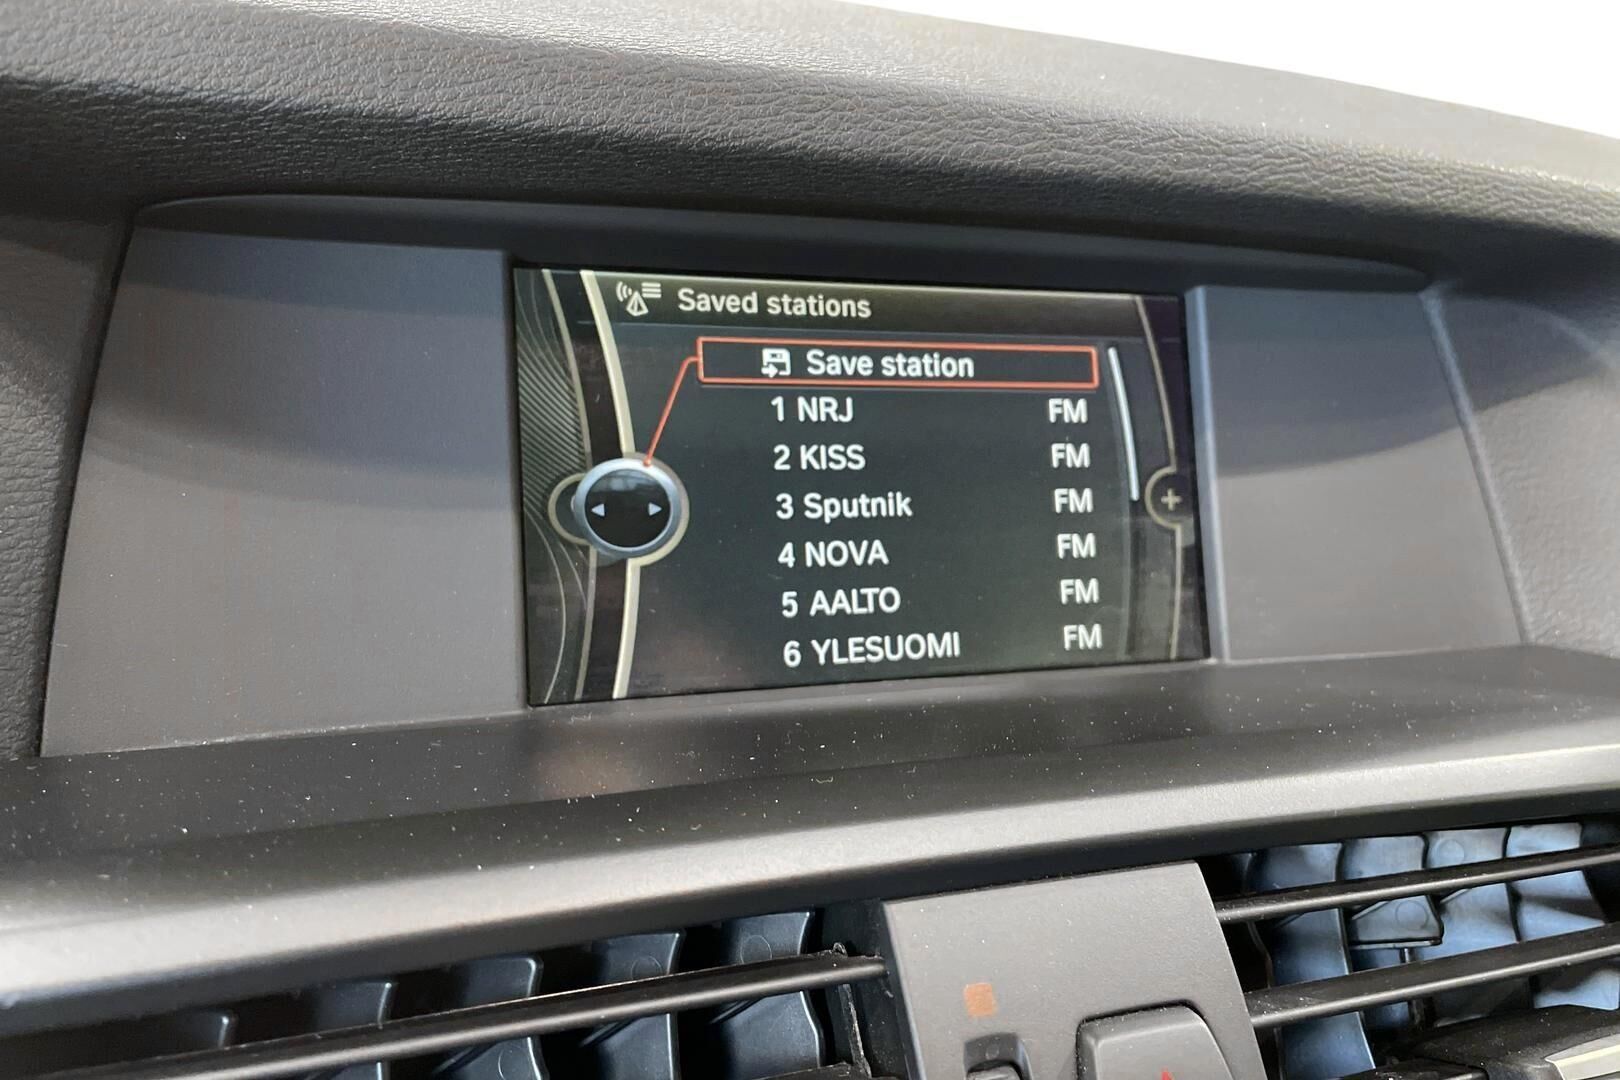 Saved stations
Save station
1 NRJ FM
2 KISS FM
3 Sputnik FM
4 NOVA FM
5 AALTO FM
6 YLESUOMI FM